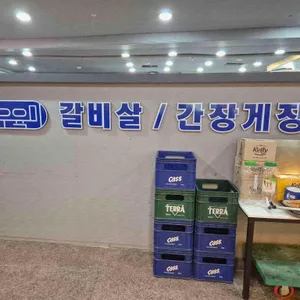 갈비살 / 간장게장
Cass
TERRA
TERRA
Cass
Cass
Cass
Kelly